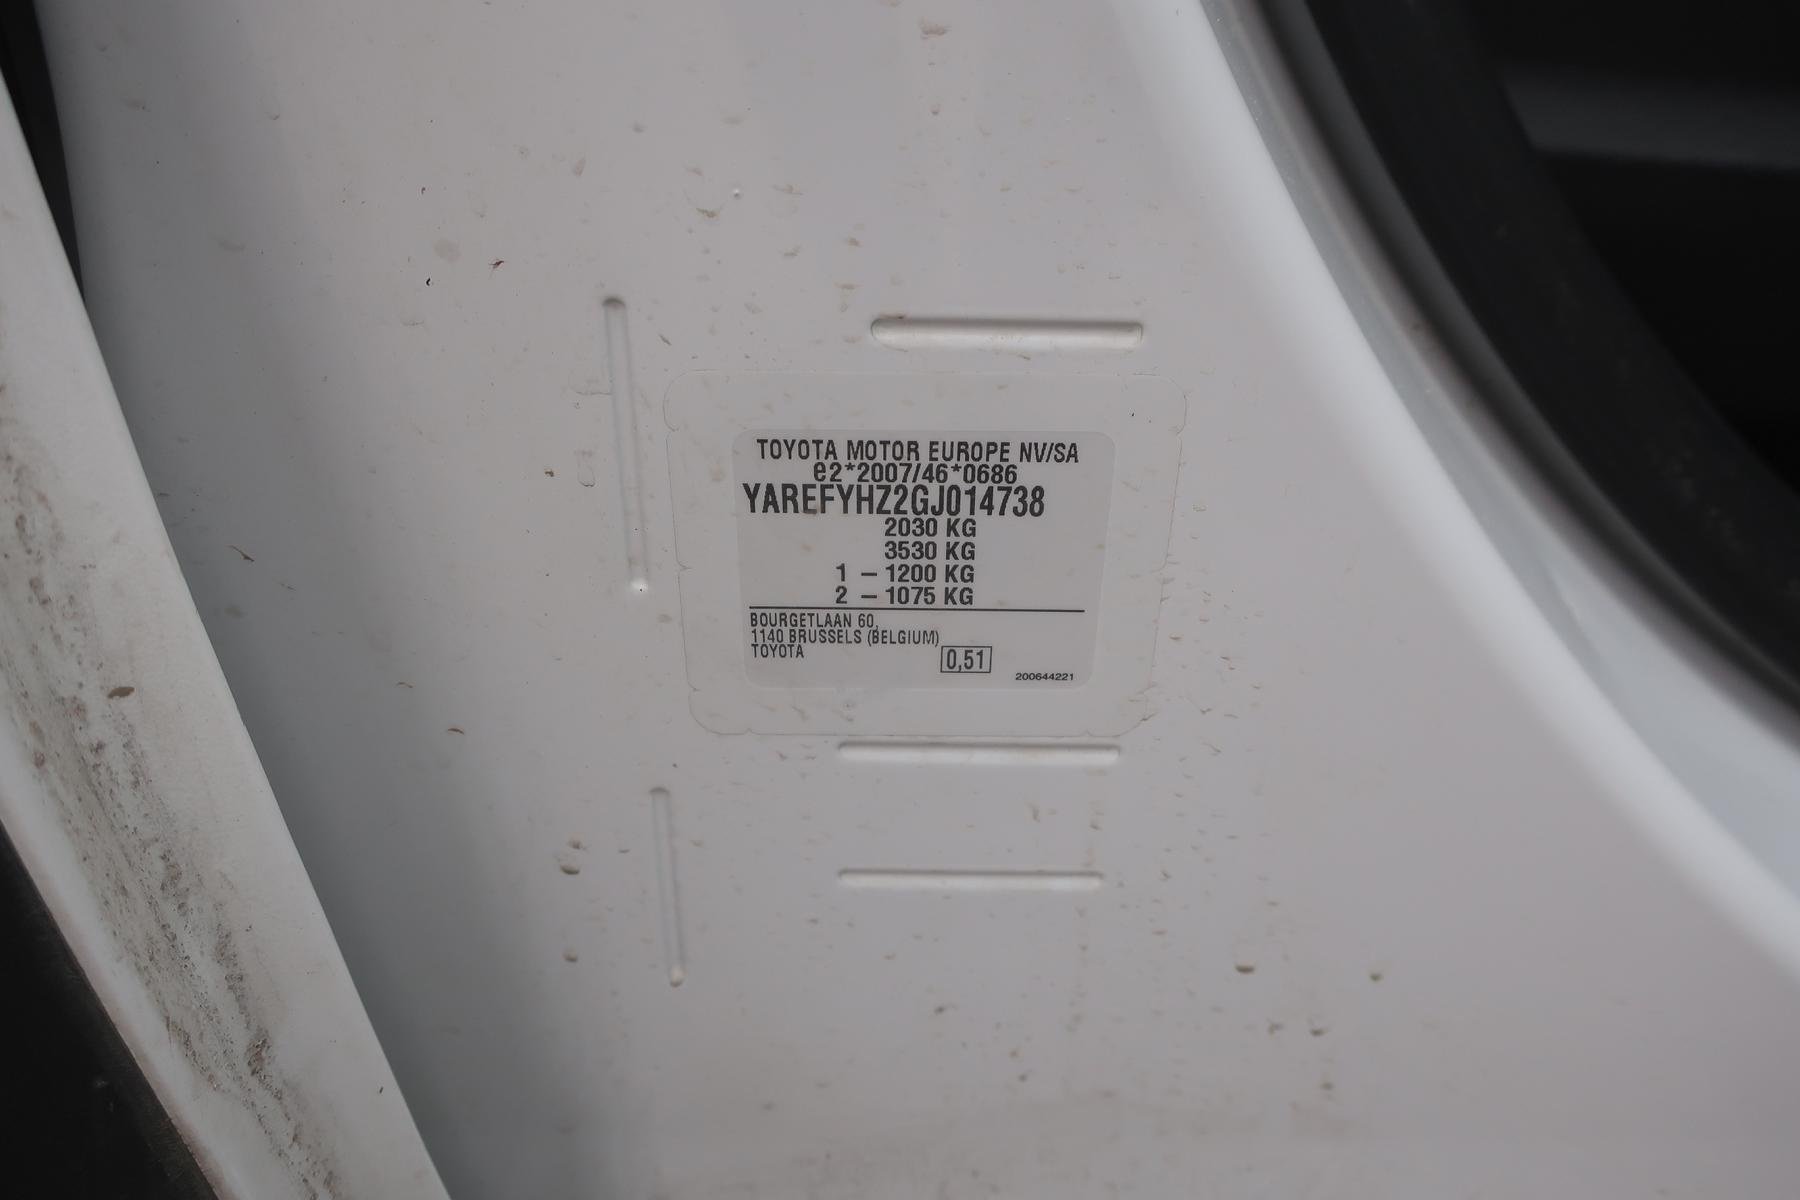 TOYOTA MOTOR EUROPE NV/SA
e2*2007/46*0686
YAREFYHZ2GJ014738
2030 KG
3530 KG
1 – 1200 KG
2 – 1075 KG
BOURGETLAAN 60,
1140 BRUSSELS (BELGIUM)
TOYOTA
0,51
200644221